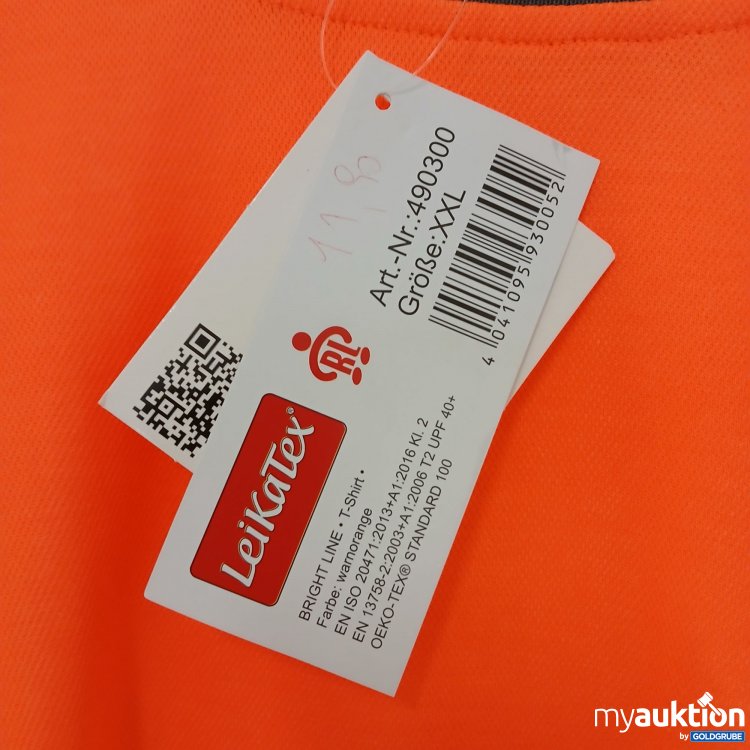 11,90
Art.-Nr.:490300
Größe:XXL
4 041095 930052
RL
LeiKaTex®
BRIGHT LINE • T-Shirt •
Farbe: warnorange
EN ISO 20471:2013+A1:2016 Kl. 2
EN 13758-2:2003+A1:2006 T2 UPF 40+
OEKO-TEX® STANDARD 100
myauktion
by GOLDGRUBE